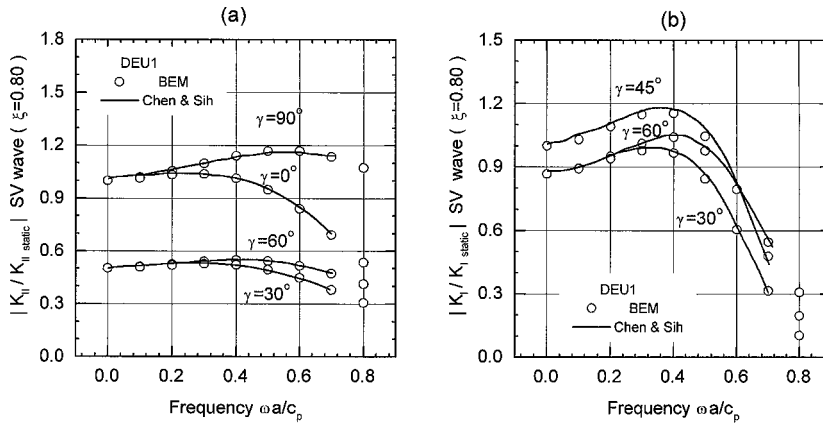 (a)
| K_II / K_II static | SV wave ( ξ=0.80)
1.8
1.5
1.2
0.9
0.6
0.3
0.0
DEU1
BEM
Chen & Sih
γ=90°
γ=0°
γ=60°
γ=30°
0.0 0.2 0.4 0.6 0.8
Frequency ωa/c_p
(b)
| K_I / K_I static | SV wave ( ξ=0.80)
1.5
1.2
0.9
0.6
0.3
0.0
γ=45°
γ=60°
γ=30°
DEU1
BEM
Chen & Sih
0.0 0.2 0.4 0.6 0.8
Frequency ωa/c_p